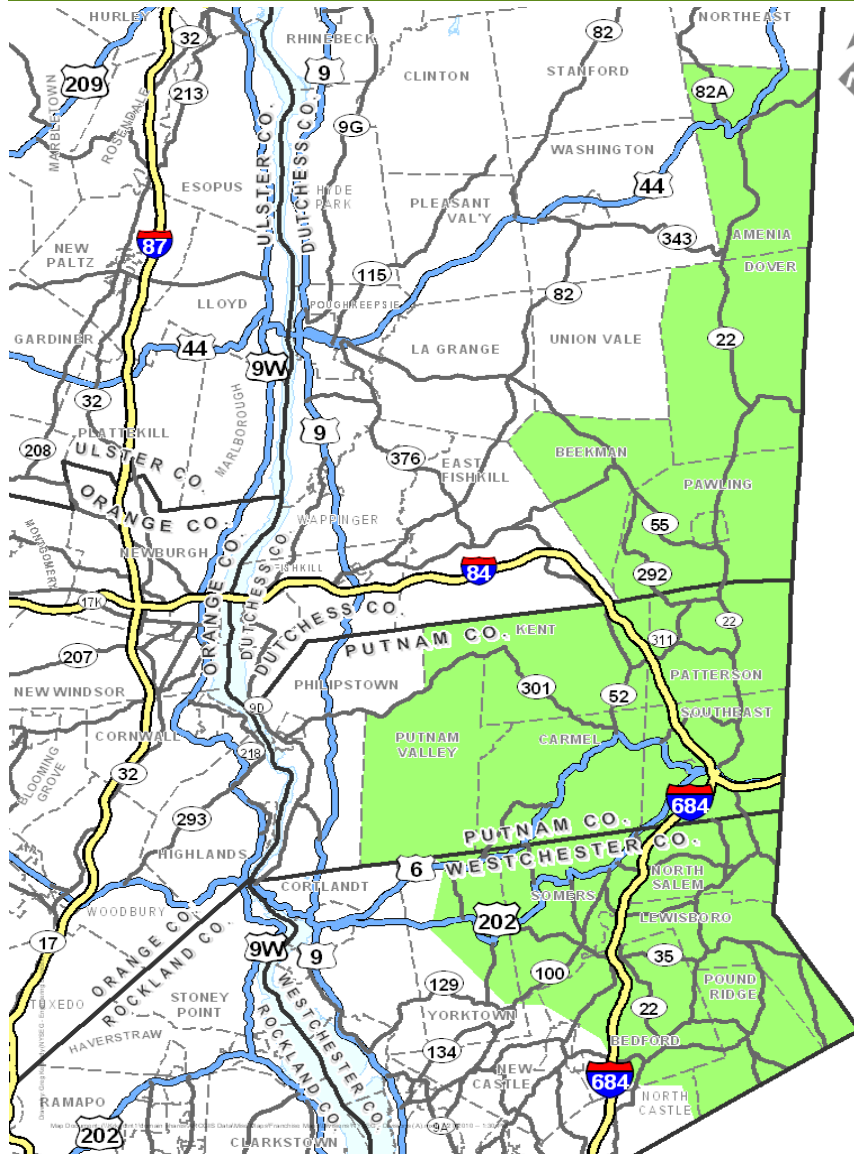 HURLEY
NORTHEAST
32
RHINEBECK
82
9
CLINTON
STANFORD
209
213
82A
MARBLETOWN
ROSENDALE
9G
ULSTER CO.
DUTCHESS CO.
WASHINGTON
ESOPUS
HYDE
PARK
44
PLEASANT
VAL'Y
343
AMENIA
87
NEW
PALTZ
DOVER
115
82
LLOYD
POUGHKEEPSIE
GARDINER
44
LA GRANGE
UNION VALE
22
9W
32
MARLBOROUGH
PLATTEKILL
9
208
ULSTER CO.
376
EAST
FISHKILL
BEEKMAN
PAWLING
ORANGE CO.
WAPPINGER
55
MONTGOMERY
NEWBURGH
ORANGE CO.
DUTCHESS CO.
FISHKILL
84
292
17K
DUTCHESS CO.
22
PUTNAM CO.
KENT
311
207
PATTERSON
NEW WINDSOR
PHILIPSTOWN
301
52
9D
SOUTHEAST
CORNWALL
218
PUTNAM
VALLEY
CARMEL
BLOOMING
GROVE
32
684
293
PUTNAM CO.
WESTCHESTER CO.
HIGHLANDS
6
NORTH
SALEM
CORTLANDT
SOMERS
WOODBURY
202
LEWISBORO
ORANGE CO.
ROCKLAND CO.
17
9W
9
35
100
POUND
RIDGE
129
TUXEDO
STONEY
POINT
WESTCHESTER CO.
ROCKLAND CO.
22
YORKTOWN
HAVERSTRAW
BEDFORD
134
NEW
CASTLE
684
RAMAPO
NORTH
CASTLE
202
9A
CLARKSTOWN